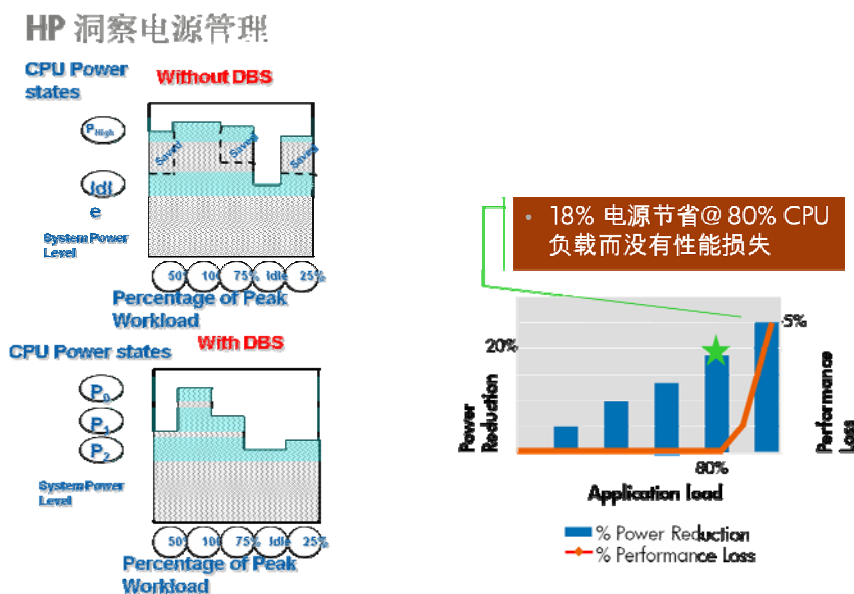 HP 洞察电源管理
CPU Power
states
Without DBS
PHigh
Saved
Saved
Saved
Idl
e
System Power
Level
50%
100
75%
Idle
25%
Percentage of Peak
Workload
CPU Power states
With DBS
P0
P1
P2
System Power
Level
50%
100
75%
Idle
25%
Percentage of Peak
Workload
• 18% 电源节省@ 80% CPU
负载而没有性能损失
20%
5%
Power
Reduction
Performance
Loss
80%
Application load
% Power Reduction
% Performance Loss